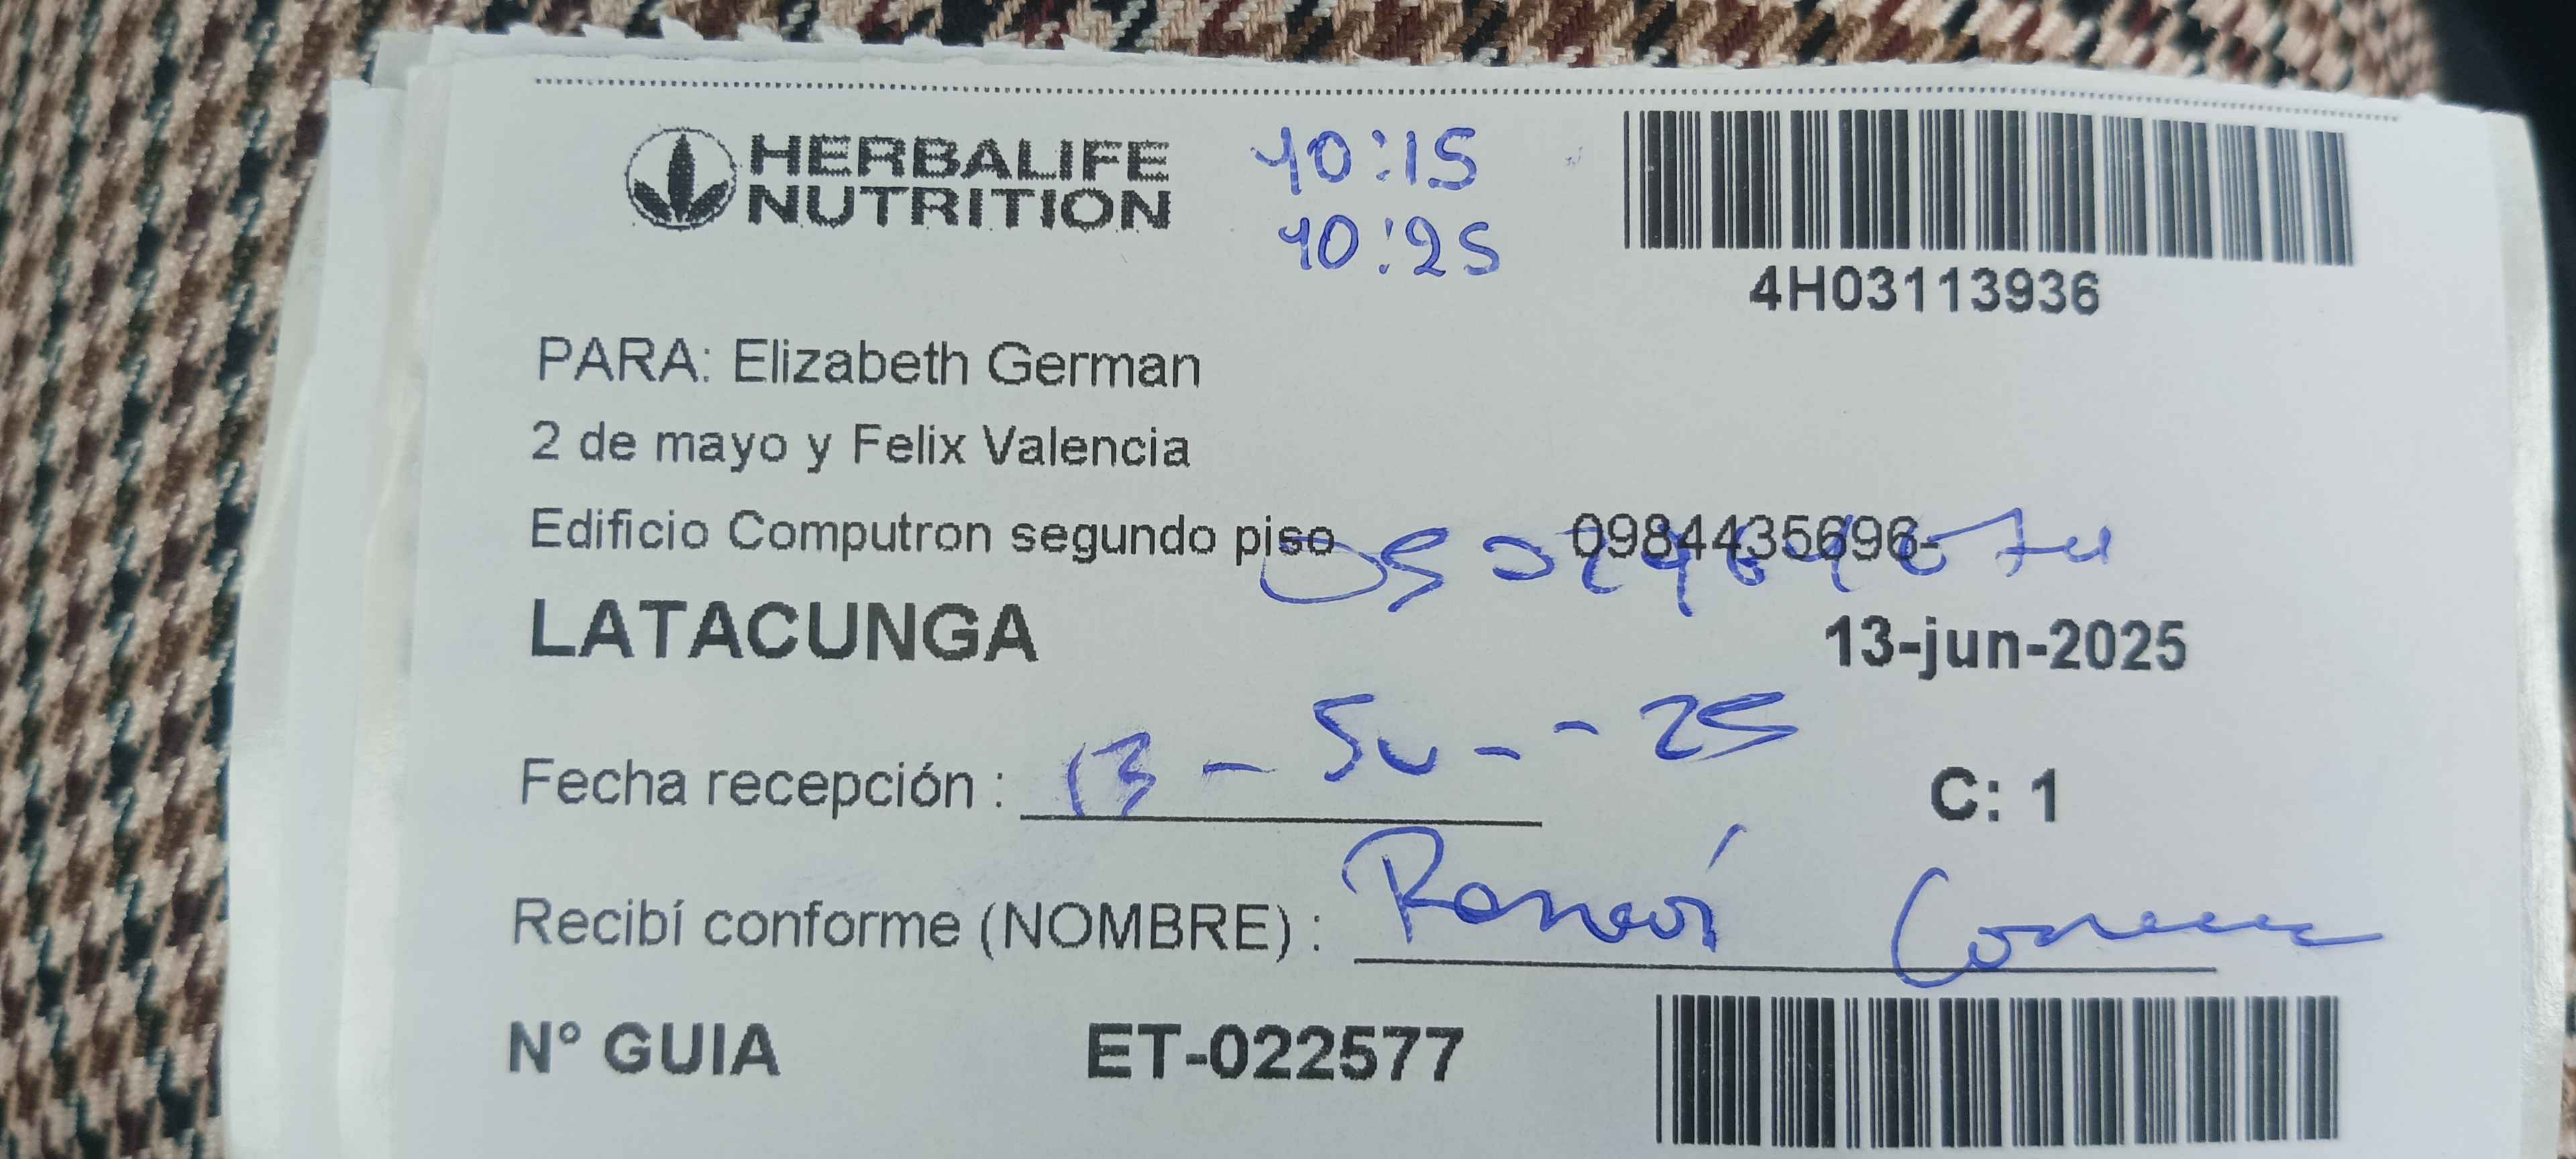 HERBALIFE
NUTRITION
10:15
10:25
4H03113936
PARA: Elizabeth German
2 de mayo y Felix Valencia
Edificio Computron segundo piso 0984435696-
LATACUNGA
13-jun-2025
Fecha recepción : 13 - - 25
C: 1
Recibí conforme (NOMBRE) :
N° GUIA ET-022577